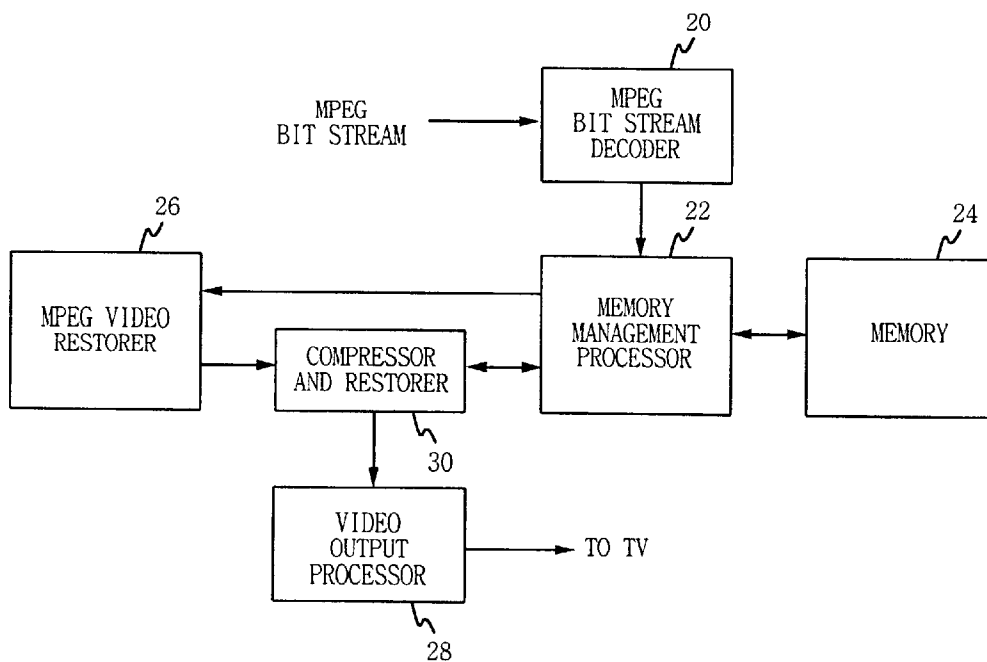 20
MPEG
BIT STREAM
MPEG
BIT STREAM
DECODER
26
22
24
MPEG VIDEO
RESTORER
MEMORY
MANAGEMENT
PROCESSOR
MEMORY
COMPRESSOR
AND RESTORER
30
VIDEO
OUTPUT
PROCESSOR
TO TV
28